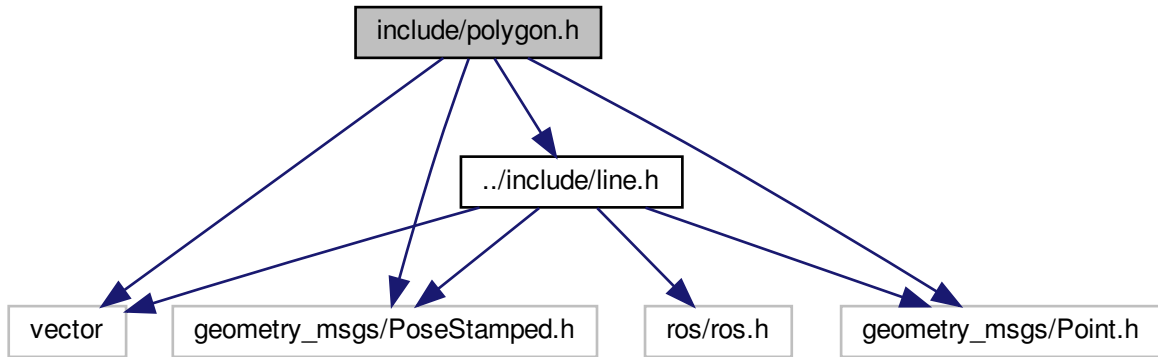 include/polygon.h
../include/line.h
vector
geometry_msgs/PoseStamped.h
ros/ros.h
geometry_msgs/Point.h